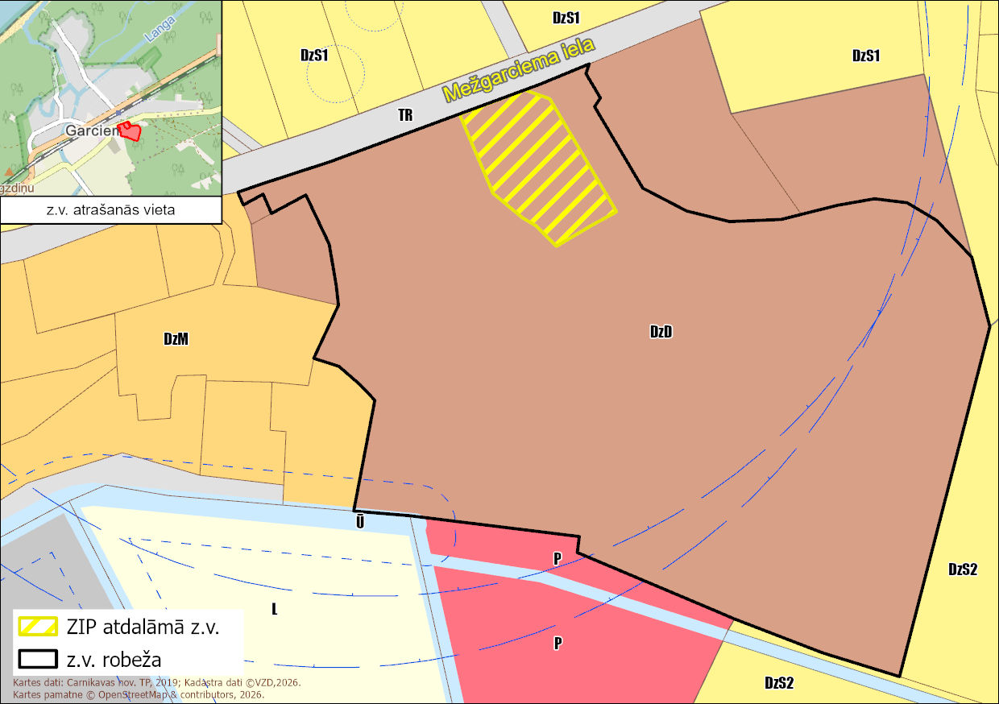 Langa
Garciem
gzdiņu
z.v. atrašanās vieta
DzS1
DzS1
DzS1
Mežgarciema iela
TR
DzM
DzD
Ū
P
DzS2
L
P
DzS2
ZIP atdalāmā z.v.
z.v. robeža
Kartes dati: Carnikavas nov. TP, 2019; Kadastra dati ©VZD,2026.
Kartes pamatne © OpenStreetMap & contributors, 2026.